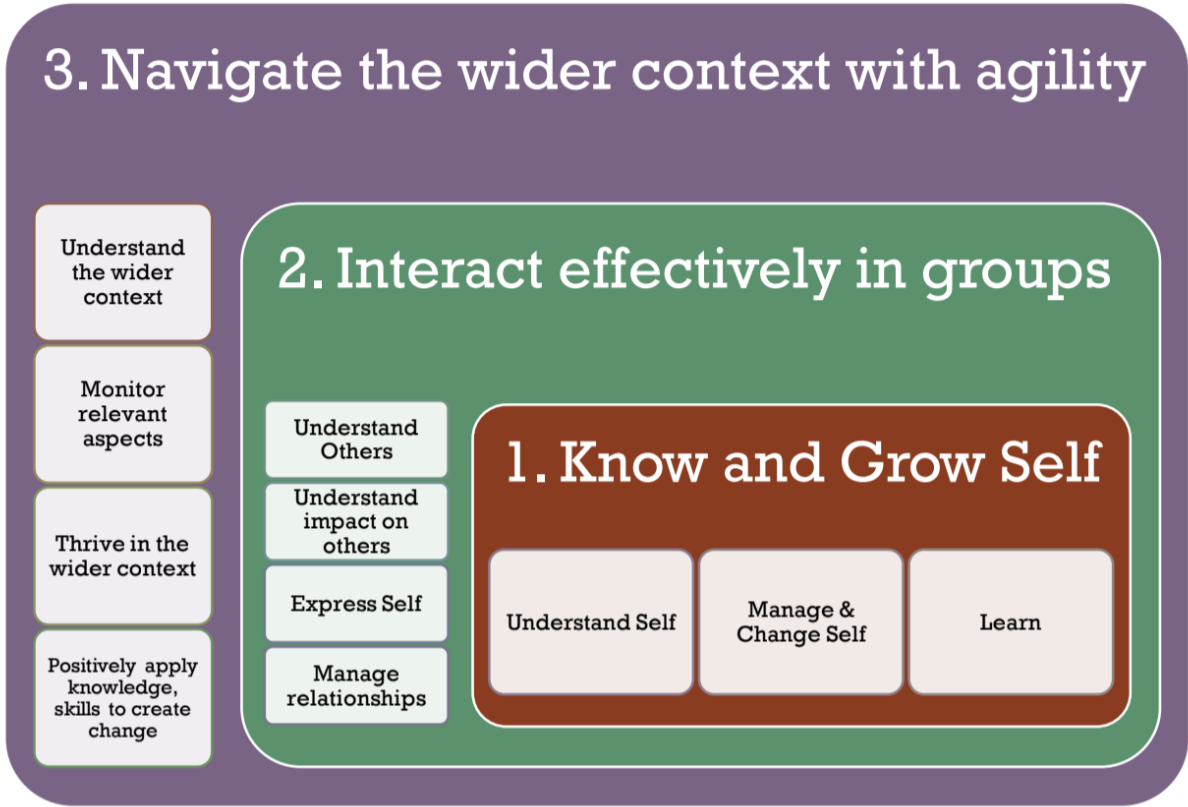 3. Navigate the wider context with agility
Understand
the wider
context
Monitor
relevant
aspects
Thrive in the
wider context
Positively apply
knowledge,
skills to create
change
2. Interact effectively in groups
Understand
Others
Understand
impact on
others
Express Self
Manage
relationships
1. Know and Grow Self
Understand Self
Manage &
Change Self
Learn